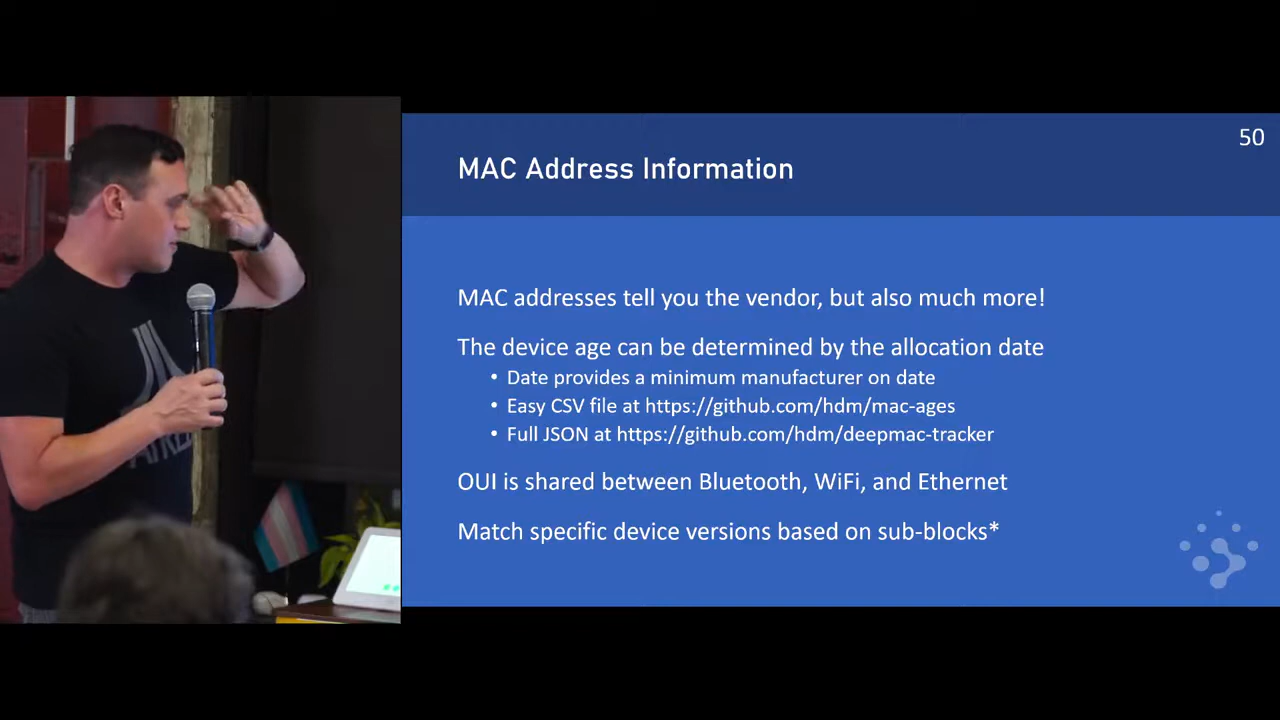 50
MAC Address Information
MAC addresses tell you the vendor, but also much more!
The device age can be determined by the allocation date
• Date provides a minimum manufacturer on date
• Easy CSV file at https://github.com/hdm/mac-ages
• Full JSON at https://github.com/hdm/deepmac-tracker
OUI is shared between Bluetooth, WiFi, and Ethernet
Match specific device versions based on sub-blocks*